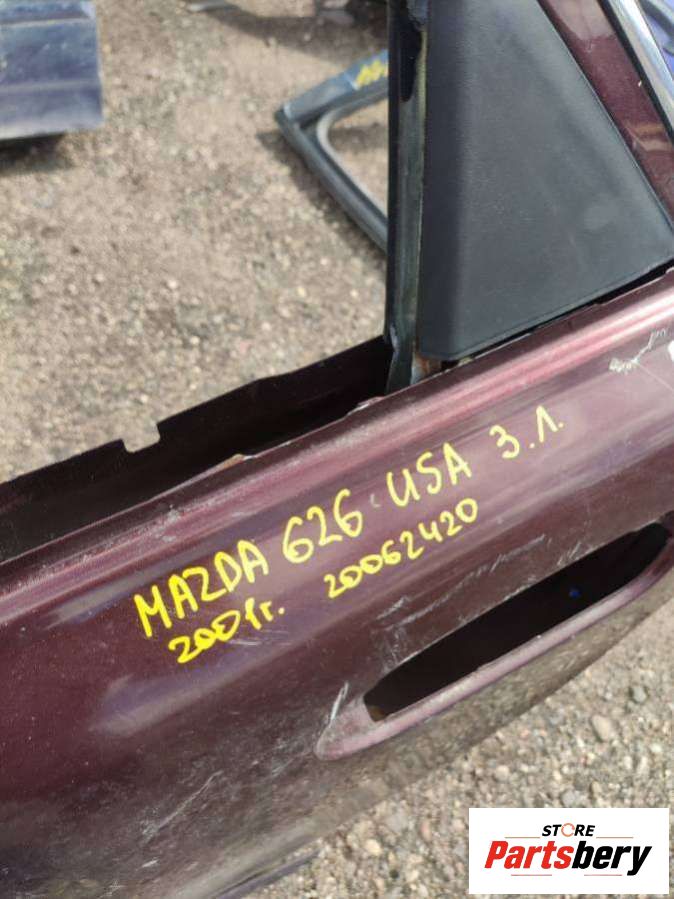 MAZDA 626 USA З.Л.
2001г. 20062420
STORE
Partsbery